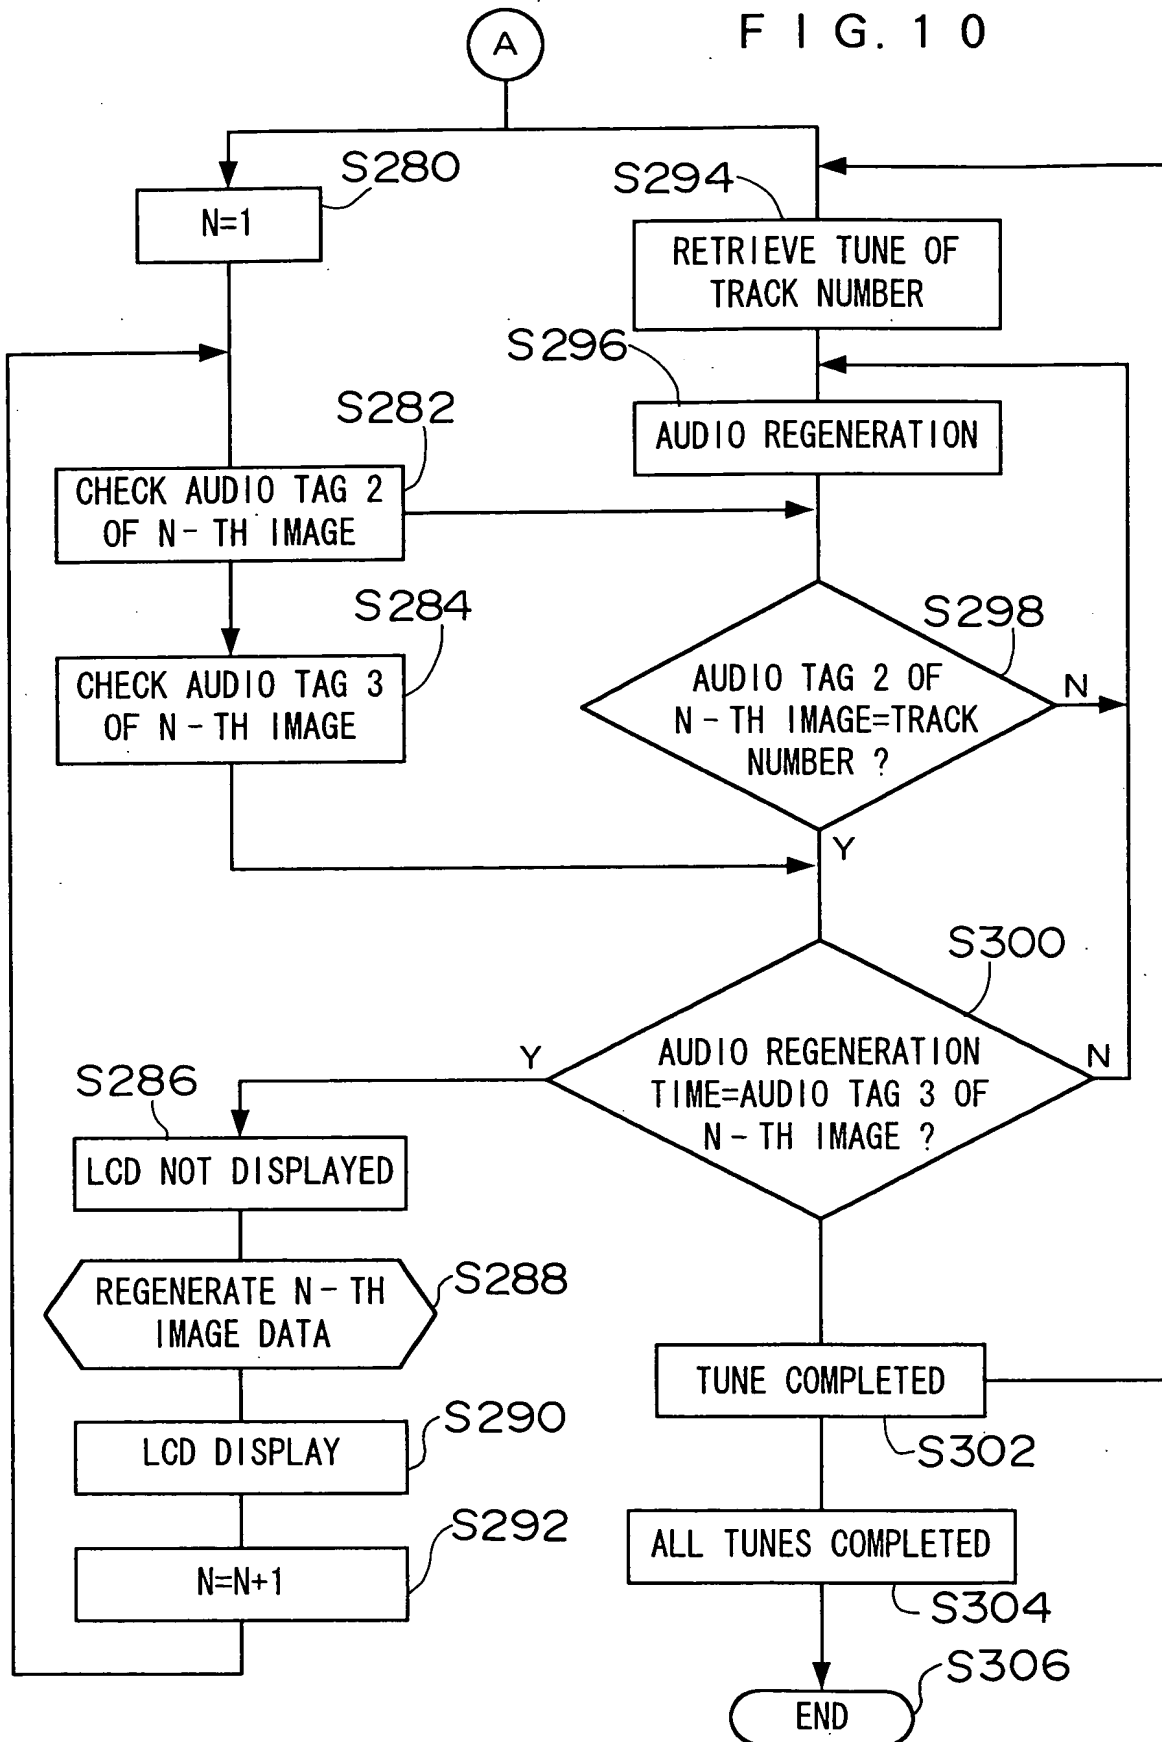 FIG. 10
A
S280
N=1
S282
CHECK AUDIO TAG 2
OF N-TH IMAGE
S284
CHECK AUDIO TAG 3
OF N-TH IMAGE
S294
RETRIEVE TUNE OF
TRACK NUMBER
S296
AUDIO REGENERATION
S298
AUDIO TAG 2 OF
N-TH IMAGE=TRACK
NUMBER ?
N
Y
S300
AUDIO REGENERATION
TIME=AUDIO TAG 3 OF
N-TH IMAGE ?
Y
N
S286
LCD NOT DISPLAYED
S288
REGENERATE N-TH
IMAGE DATA
S290
LCD DISPLAY
S292
N=N+1
TUNE COMPLETED
S302
ALL TUNES COMPLETED
S304
S306
END